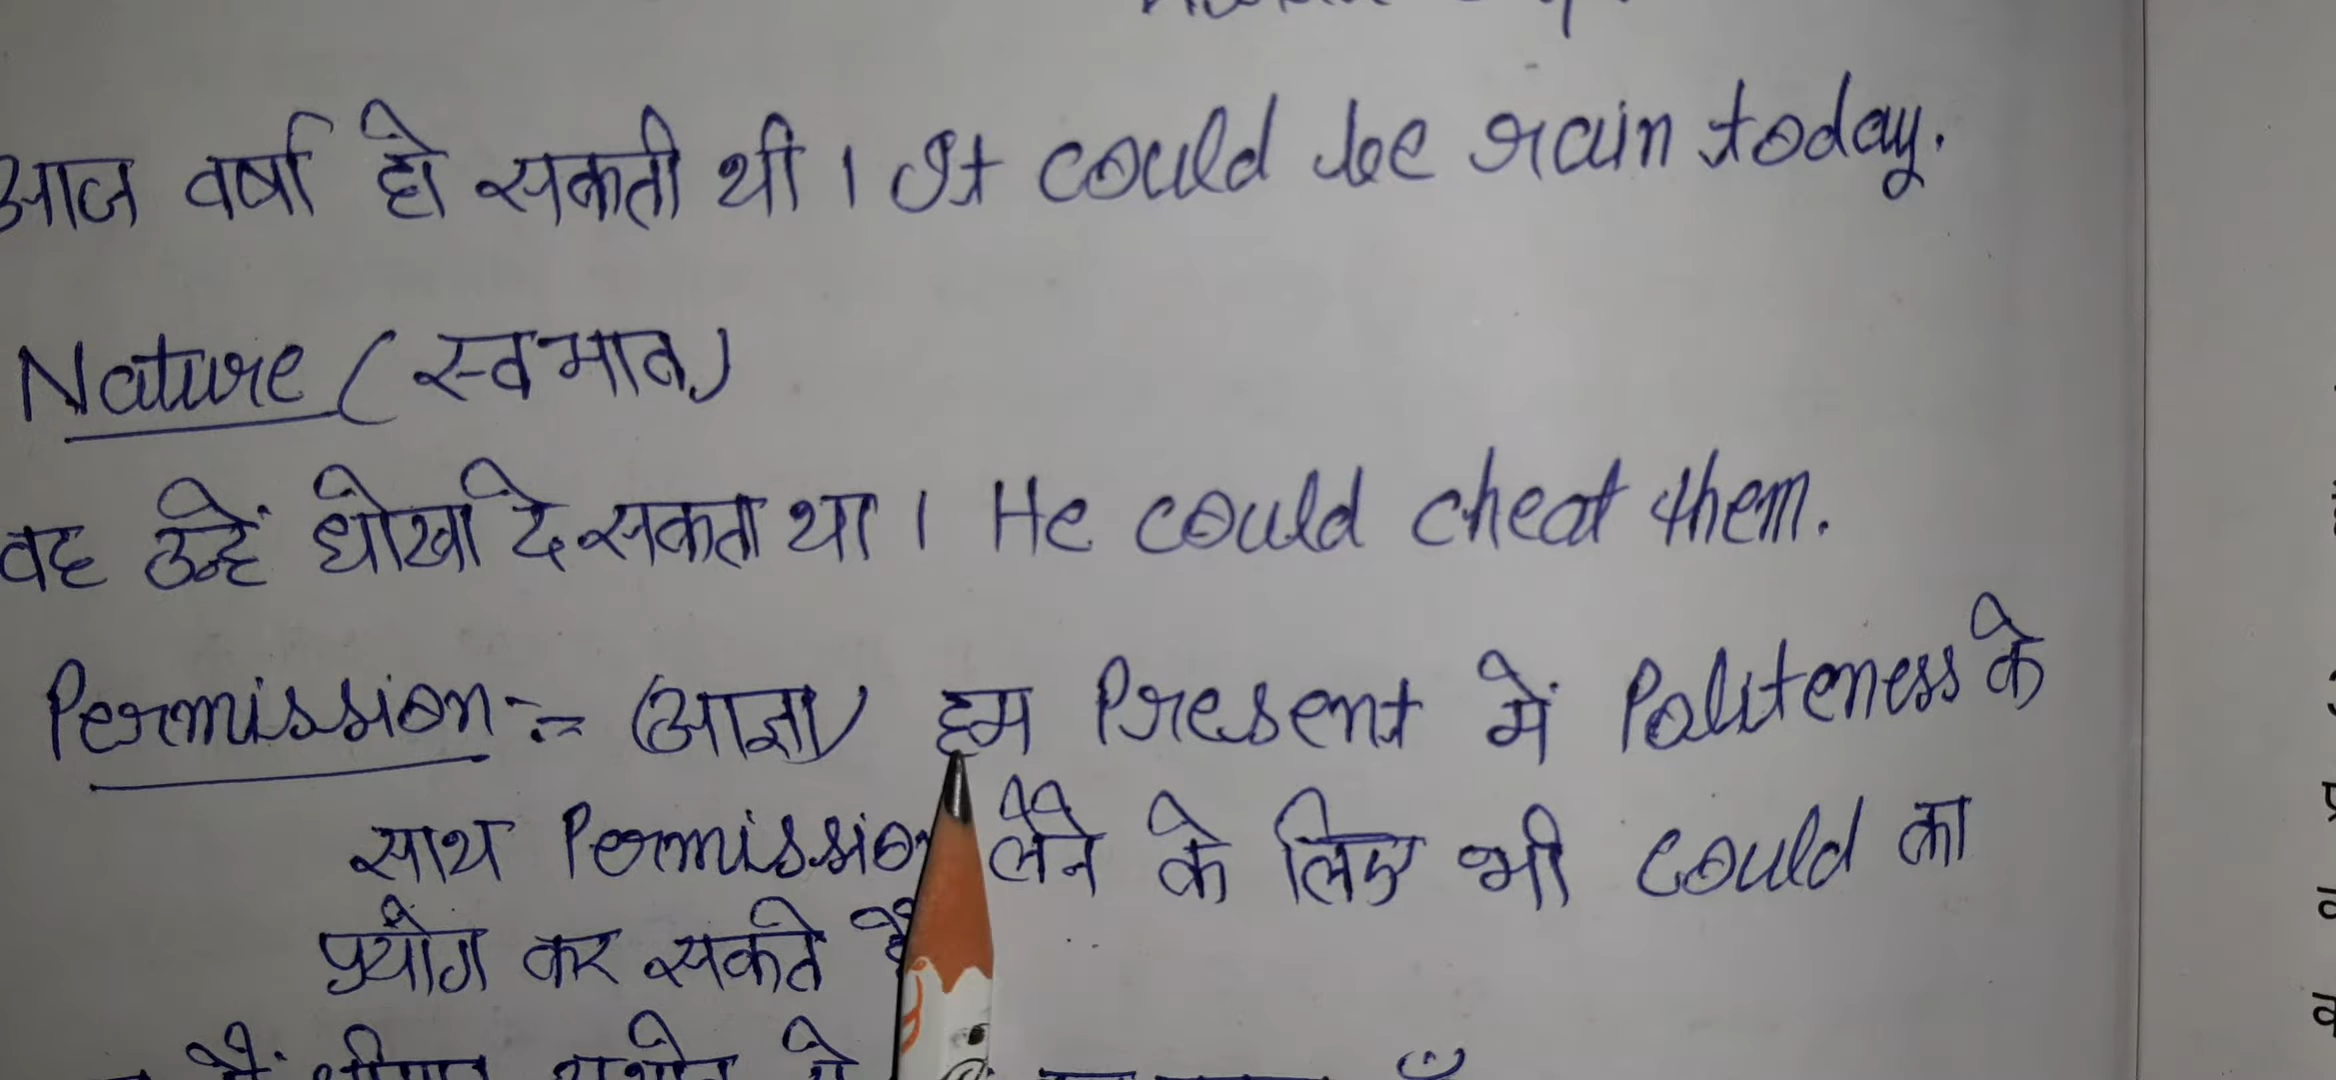 आज वर्षा हो सकती थी । It could be rain today.
Nature (स्वभाव)
वह उन्हें धोखा दे सकता था । He could cheat them.
Permission :- (आज्ञा) हम Present में Politeness के
साथ Permission लेने के लिए भी could का
प्रयोग कर सकते